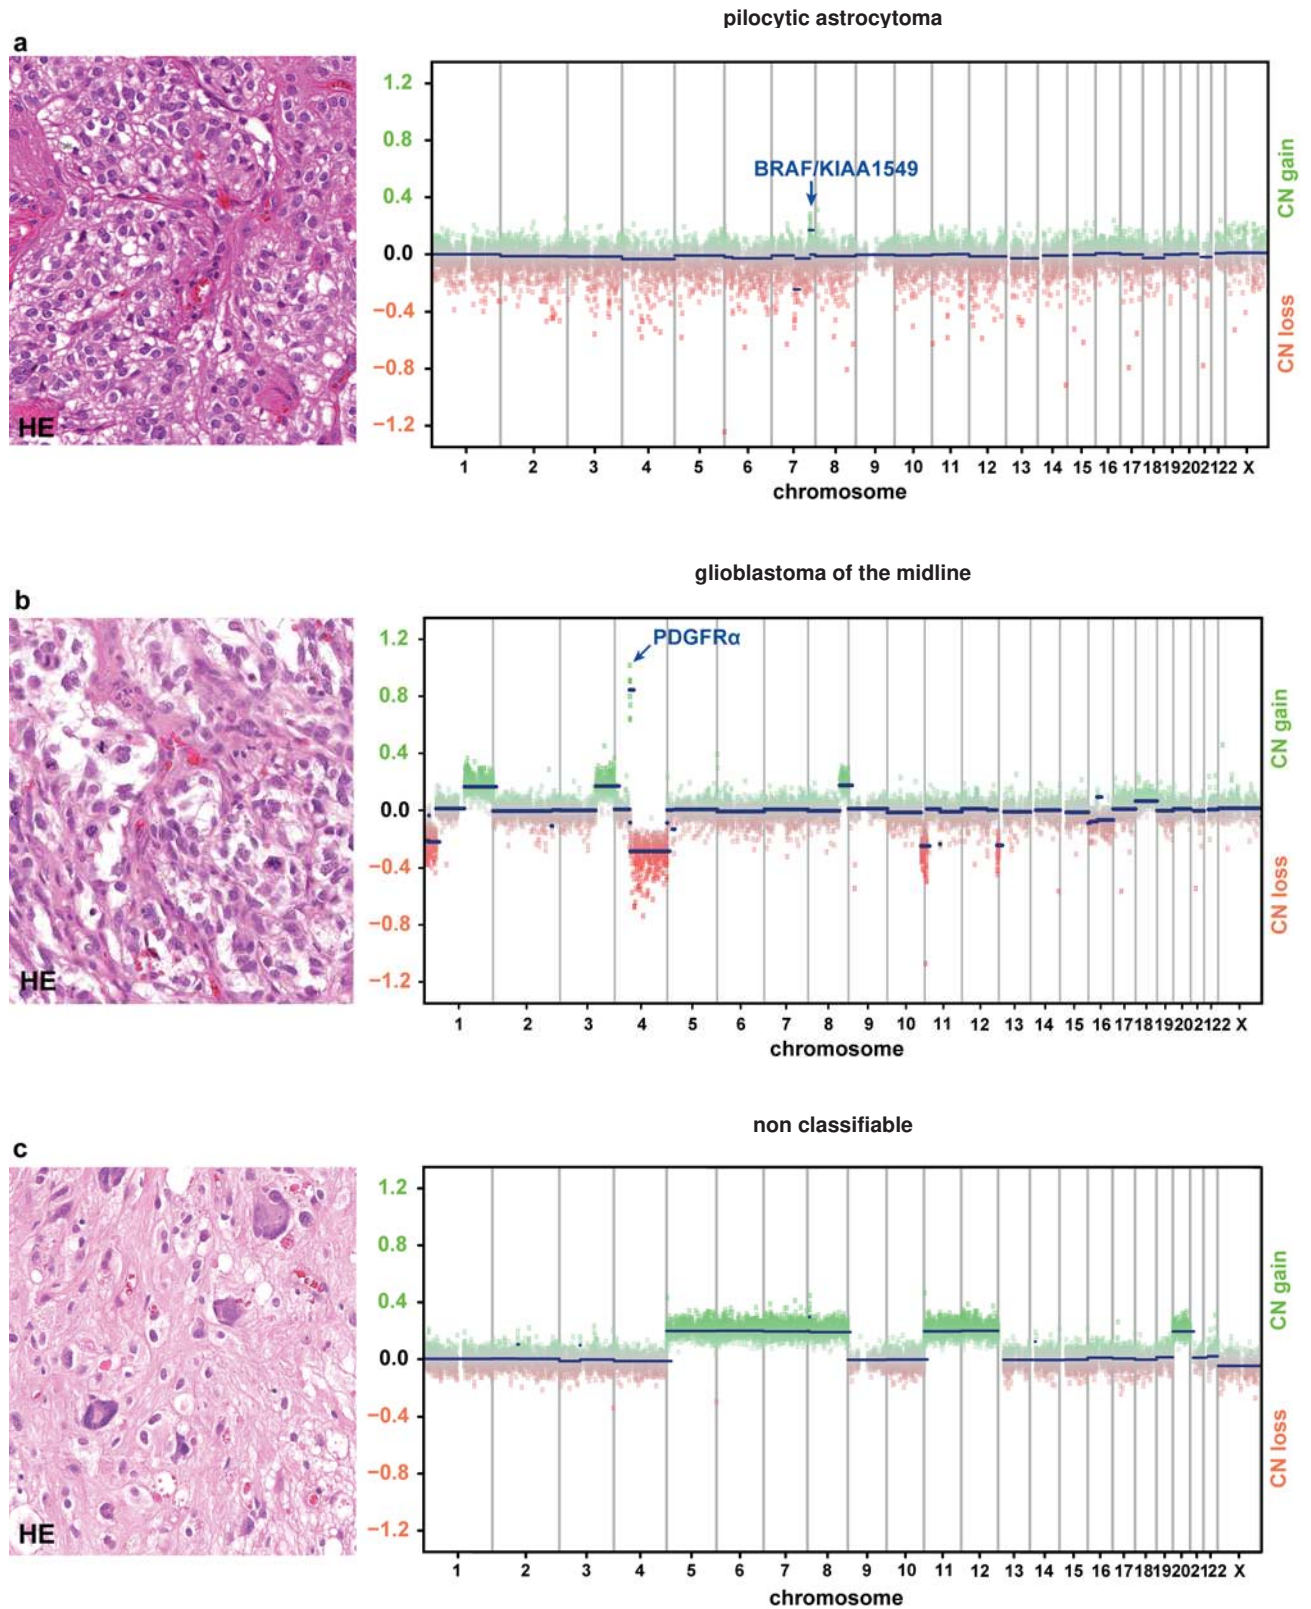 pilocytic astrocytoma
a
HE
1.2
0.8
0.4
0.0
−0.4
−0.8
−1.2
BRAF/KIAA1549
CN gain
CN loss
1 2 3 4 5 6 7 8 9 10 11 12 13 14 15 16 17 18 19 20 21 22 X
chromosome
glioblastoma of the midline
b
HE
1.2
0.8
0.4
0.0
−0.4
−0.8
−1.2
PDGFRα
CN gain
CN loss
1 2 3 4 5 6 7 8 9 10 11 12 13 14 15 16 17 18 19 20 21 22 X
chromosome
non classifiable
c
HE
1.2
0.8
0.4
0.0
−0.4
−0.8
−1.2
CN gain
CN loss
1 2 3 4 5 6 7 8 9 10 11 12 13 14 15 16 17 18 19 20 21 22 X
chromosome